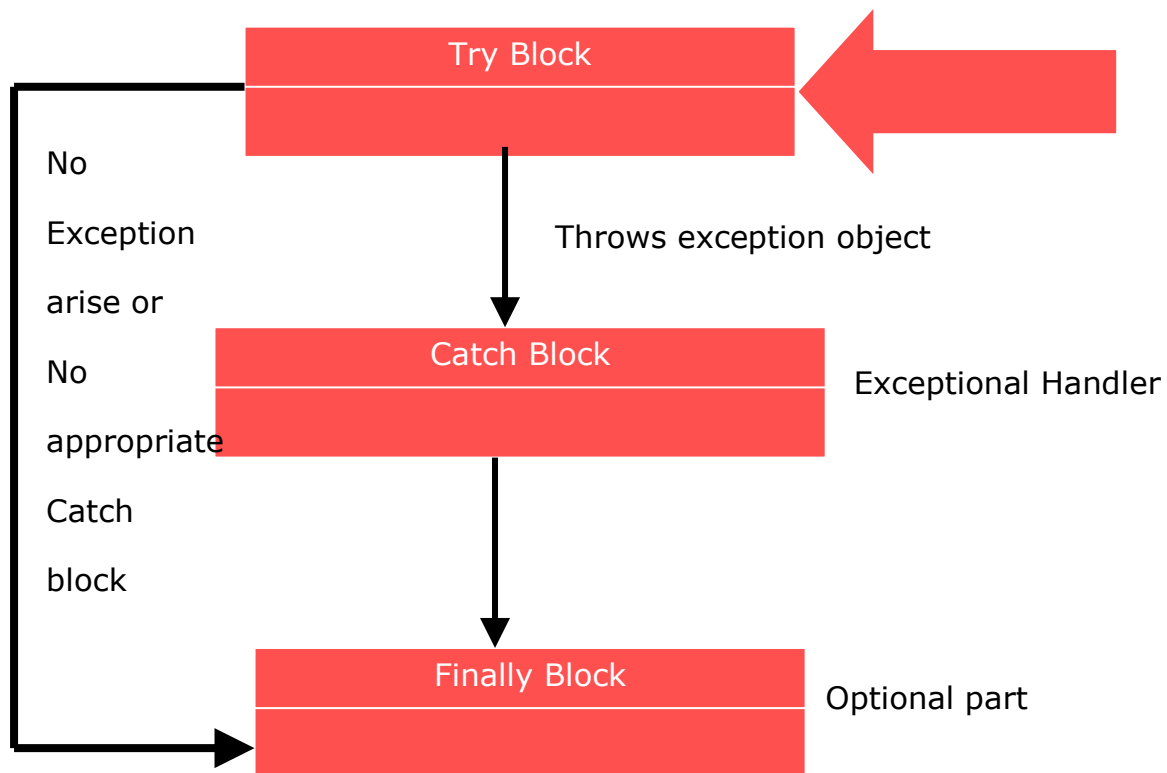 Try Block
No
Exception
arise or
No
appropriate
Catch
block
Throws exception object
Catch Block
Exceptional Handler
Finally Block
Optional part